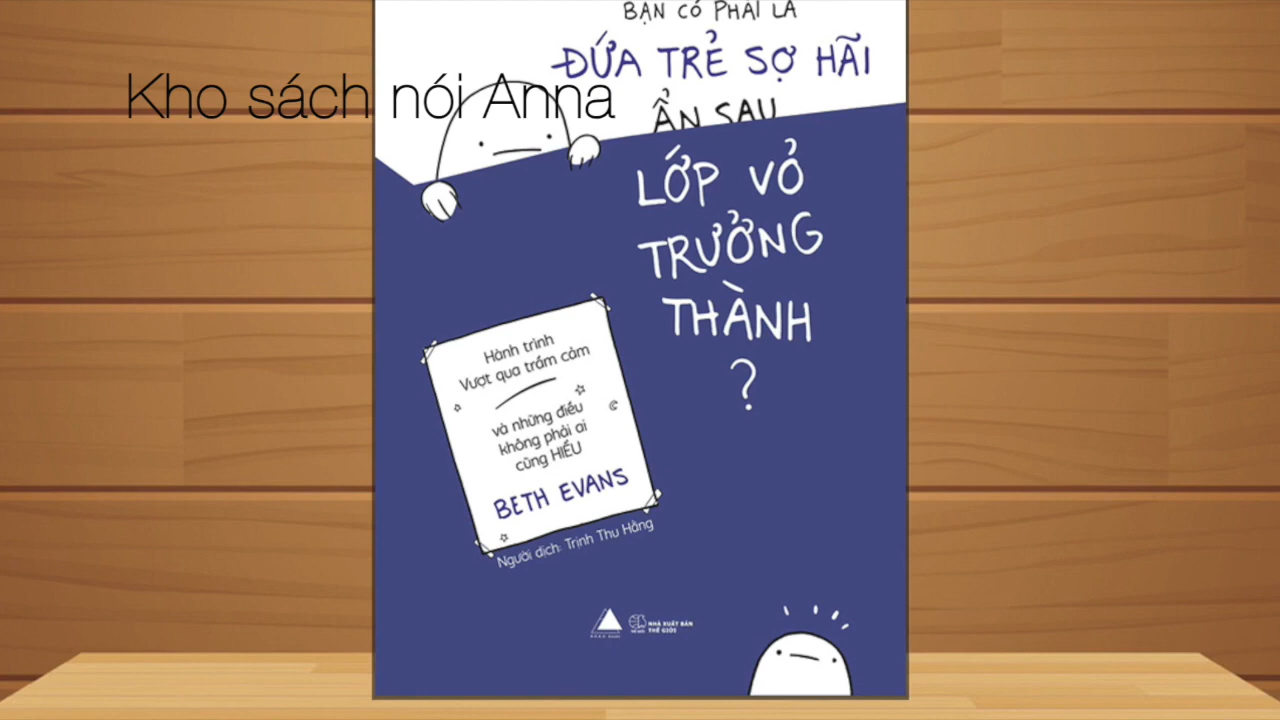 BẠN CÓ PHẢI LÀ
ĐỨA TRẺ SỢ HÃI
Kho sách nói Anna
ẨN SAU
LỚP VỎ
TRƯỞNG
THÀNH
?
Hành trình
Vượt qua trầm cảm
và những điều
không phải ai
cũng HIỂU
BETH EVANS
Người dịch: Trịnh Thu Hằng
NHÀ XUẤT BẢN
THẾ GIỚI